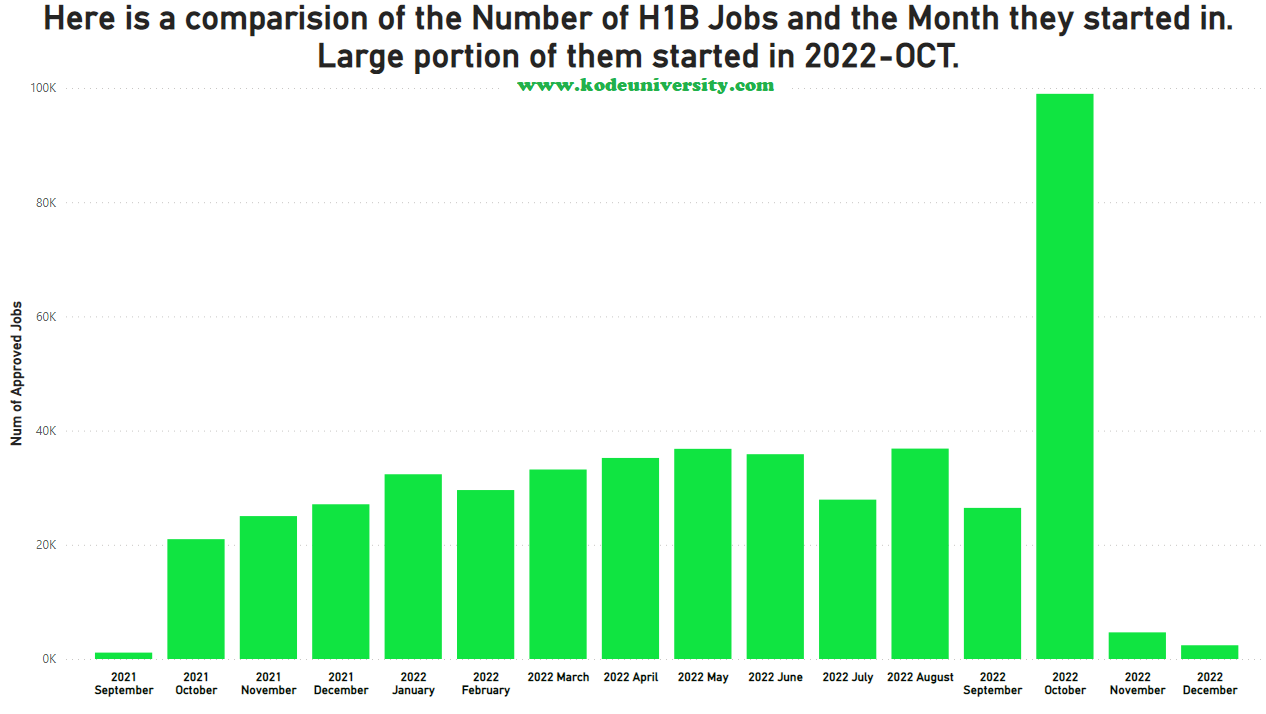 Here is a comparision of the Number of H1B Jobs and the Month they started in.
Large portion of them started in 2022-OCT.
www.kodeuniversity.com
100K
80K
60K
40K
20K
0K
Num of Approved Jobs
2021
September
2021
October
2021
November
2021
December
2022
January
2022
February
2022 March
2022 April
2022 May
2022 June
2022 July
2022 August
2022
September
2022
October
2022
November
2022
December